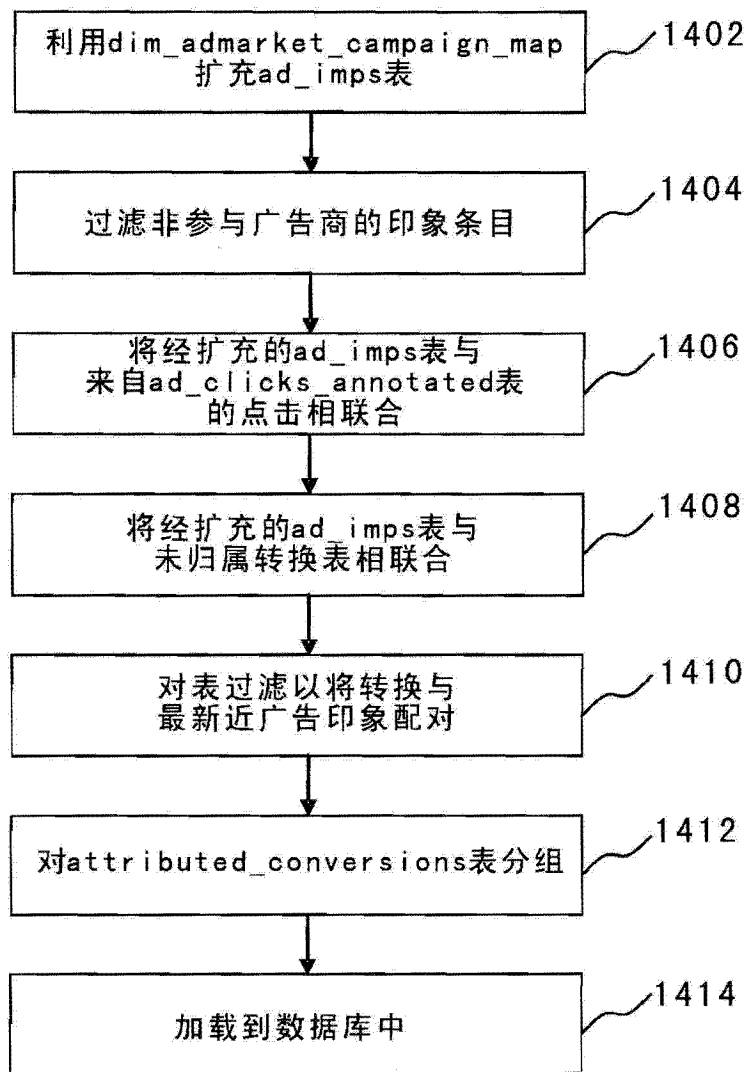 利用dim_admarket_campaign_map
扩充ad_imps表
1402
过滤非参与广告商的印象条目
1404
将经扩充的ad_imps表与
来自ad_clicks_annotated表
的点击相联合
1406
将经扩充的ad_imps表与
未归属转换表相联合
1408
对表过滤以将转换与
最新近广告印象配对
1410
对attributed_conversions表分组
1412
加载到数据库中
1414